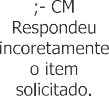 ;- CM
Respondeu
incoretamente
o item
solicitado.